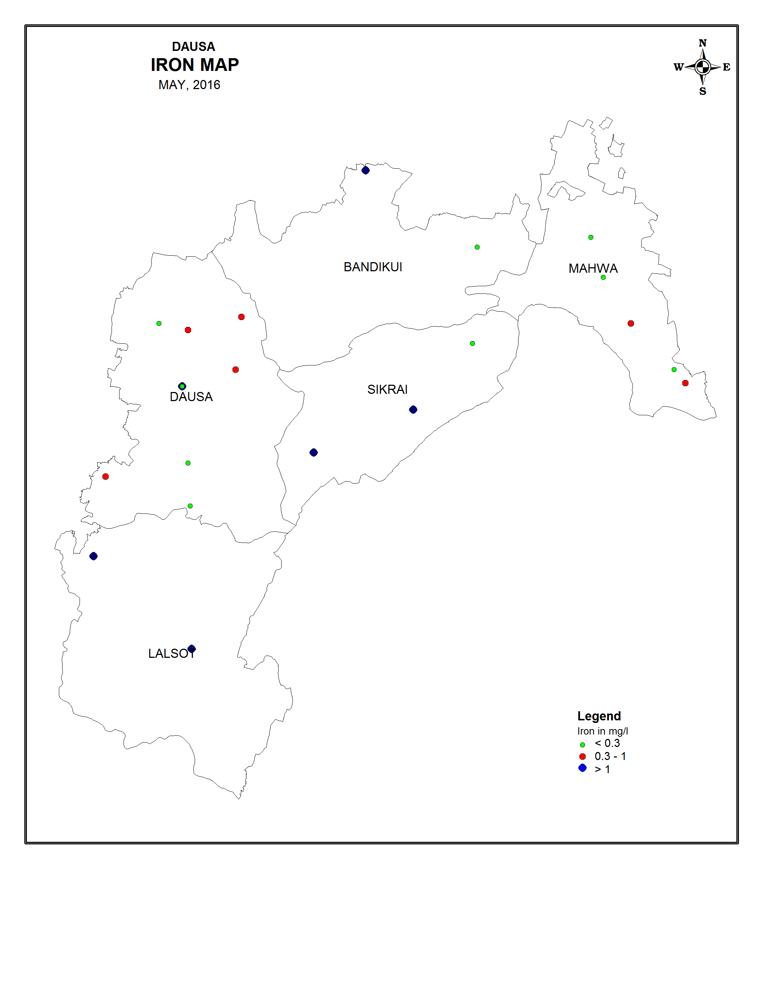 DAUSA
IRON MAP
MAY, 2016
N
W E
S
BANDIKUI
MAHWA
SIKRAI
DAUSA
LALSOT
Legend
Iron in mg/l
< 0.3
0.3 - 1
> 1